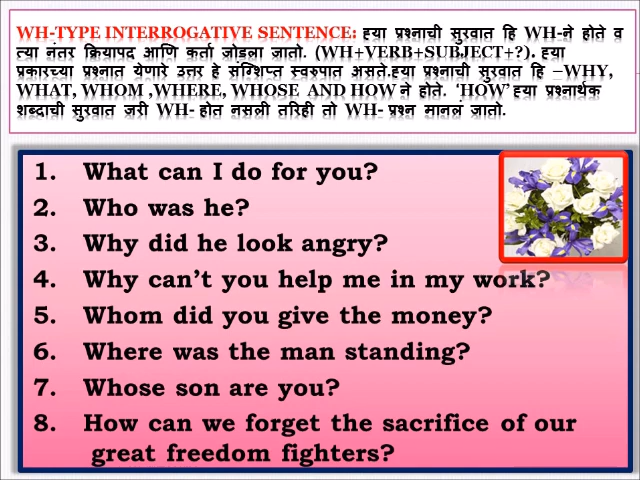 WH-TYPE INTERROGATIVE SENTENCE: ह्या प्रश्नाची सुरवात हि WH-ने होते व
त्या नंतर क्रियापद आणि कर्ता जोडला जातो. (WH+VERB+SUBJECT+?). ह्या
प्रकारच्या प्रश्नात येणारे उत्तर हे संग्शिप्त स्वरुपात असते.ह्या प्रश्नाची सुरवात हि –WHY,
WHAT, WHOM ,WHERE, WHOSE AND HOW ने होते. ‘HOW’ ह्या प्रश्नार्थक
शब्दाची सुरवात जरी WH- होत नसली तरिही तो WH- प्रश्न मानलं जातो.
1. What can I do for you?
2. Who was he?
3. Why did he look angry?
4. Why can’t you help me in my work?
5. Whom did you give the money?
6. Where was the man standing?
7. Whose son are you?
8. How can we forget the sacrifice of our
great freedom fighters?